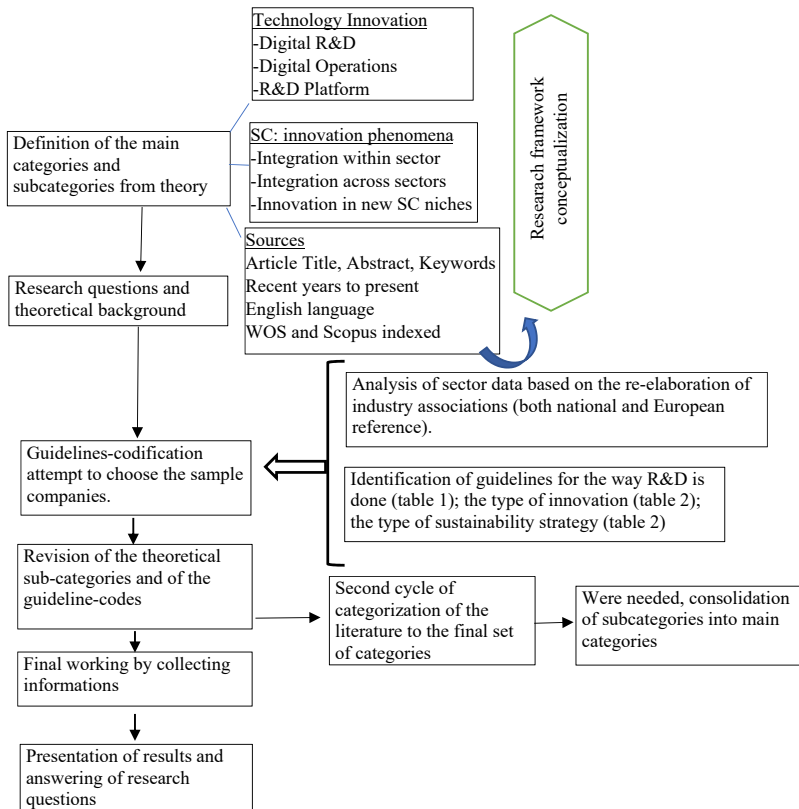 Technology Innovation
-Digital R&D
-Digital Operations
-R&D Platform
Definition of the main
categories and
subcategories from theory
SC: innovation phenomena
-Integration within sector
-Integration across sectors
-Innovation in new SC niches
Sources
Article Title, Abstract, Keywords
Recent years to present
English language
WOS and Scopus indexed
Researach framework
conceptualization
Research questions and
theoretical background
Analysis of sector data based on the re-elaboration of
industry associations (both national and European
reference).
Guidelines-codification
attempt to choose the sample
companies.
Identification of guidelines for the way R&D is
done (table 1); the type of innovation (table 2);
the type of sustainability strategy (table 2)
Revision of the theoretical
sub-categories and of the
guideline-codes
Second cycle of
categorization of the
literature to the final set
of categories
Were needed, consolidation
of subcategories into main
categories
Final working by collecting
informations
Presentation of results and
answering of research
questions